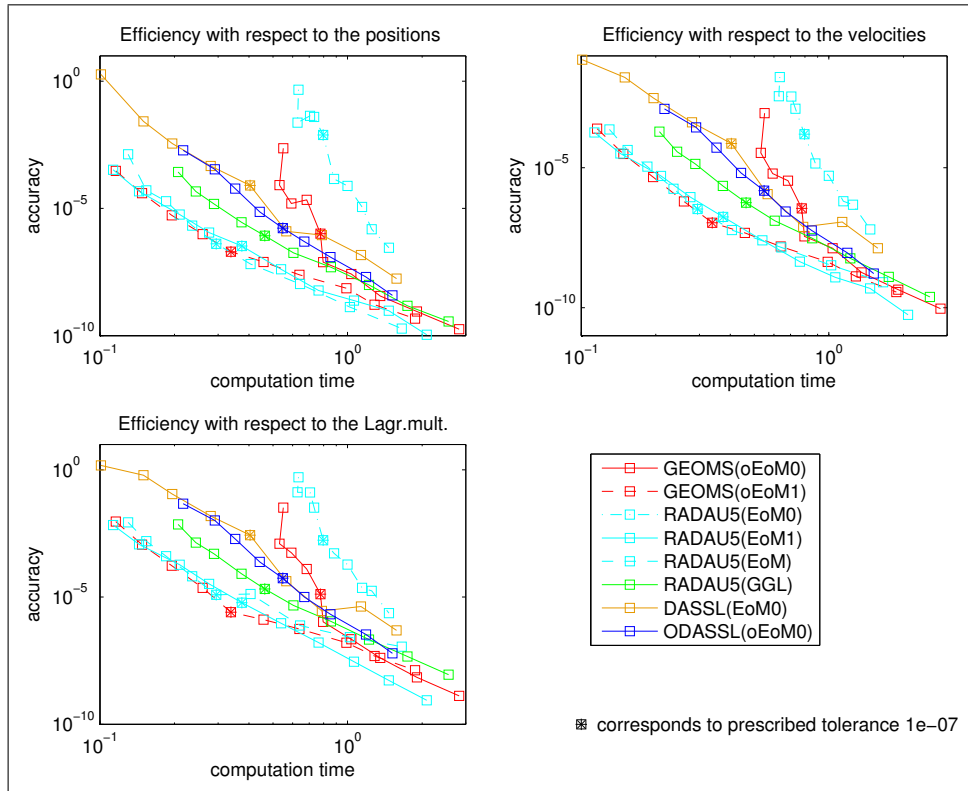 Efficiency with respect to the positions
10^0
10^−5
10^−10
accuracy
10^−1
10^0
computation time
Efficiency with respect to the velocities
10^−5
10^−10
accuracy
10^−1
10^0
computation time
Efficiency with respect to the Lagr.mult.
10^0
10^−5
10^−10
accuracy
10^−1
10^0
computation time
GEOMS(oEoM0)
GEOMS(oEoM1)
RADAU5(EoM0)
RADAU5(EoM1)
RADAU5(EoM)
RADAU5(GGL)
DASSL(EoM0)
ODASSL(oEoM0)
corresponds to prescribed tolerance 1e−07